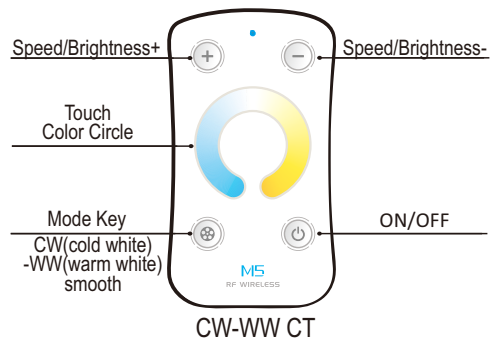 Speed/Brightness+
Speed/Brightness-
Touch
Color Circle
Mode Key
CW(cold white)
-WW(warm white)
smooth
ON/OFF
M5
RF WIRELESS
CW-WW CT